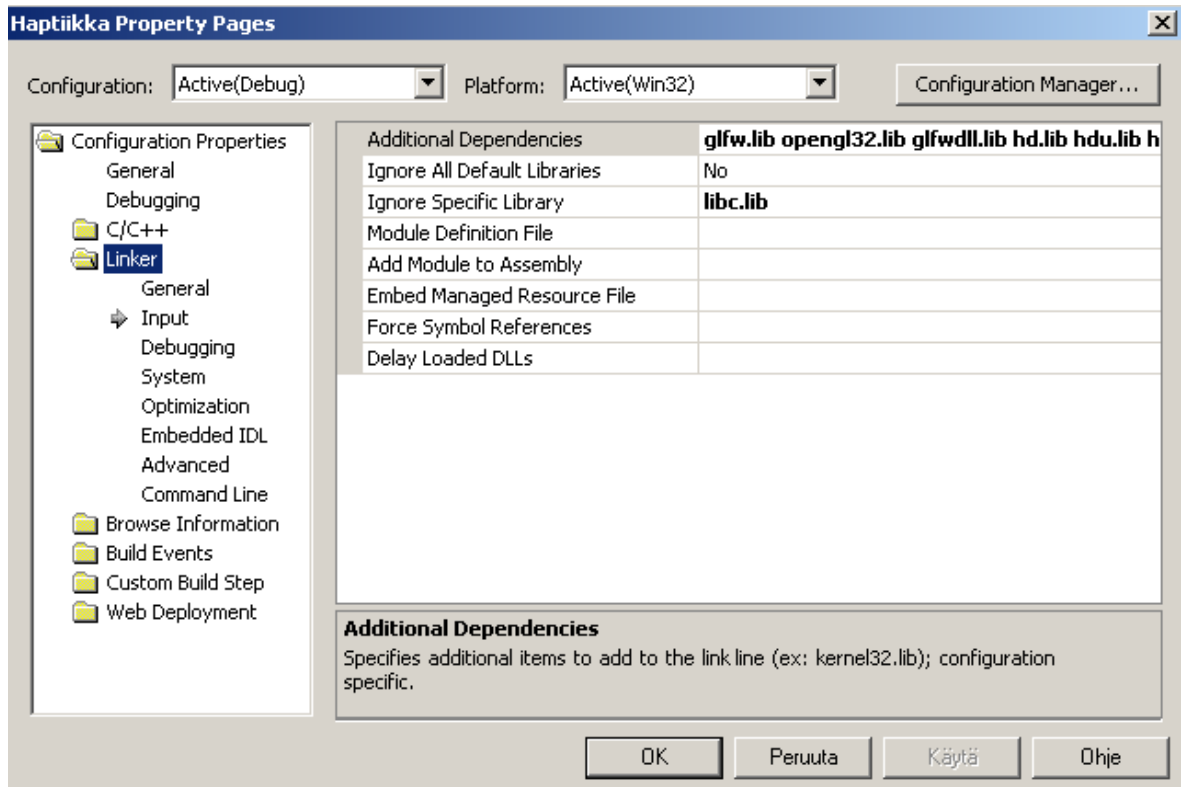 Haptiikka Property Pages
Configuration: Active(Debug) Platform: Active(Win32) Configuration Manager...
Configuration Properties
General
Debugging
C/C++
Linker
General
Input
Debugging
System
Optimization
Embedded IDL
Advanced
Command Line
Browse Information
Build Events
Custom Build Step
Web Deployment
Additional Dependencies glfw.lib opengl32.lib glfwdll.lib hd.lib hdu.lib h
Ignore All Default Libraries No
Ignore Specific Library libc.lib
Module Definition File
Add Module to Assembly
Embed Managed Resource File
Force Symbol References
Delay Loaded DLLs
Additional Dependencies
Specifies additional items to add to the link line (ex: kernel32.lib); configuration
specific.
OK Peruuta Käytä Ohje